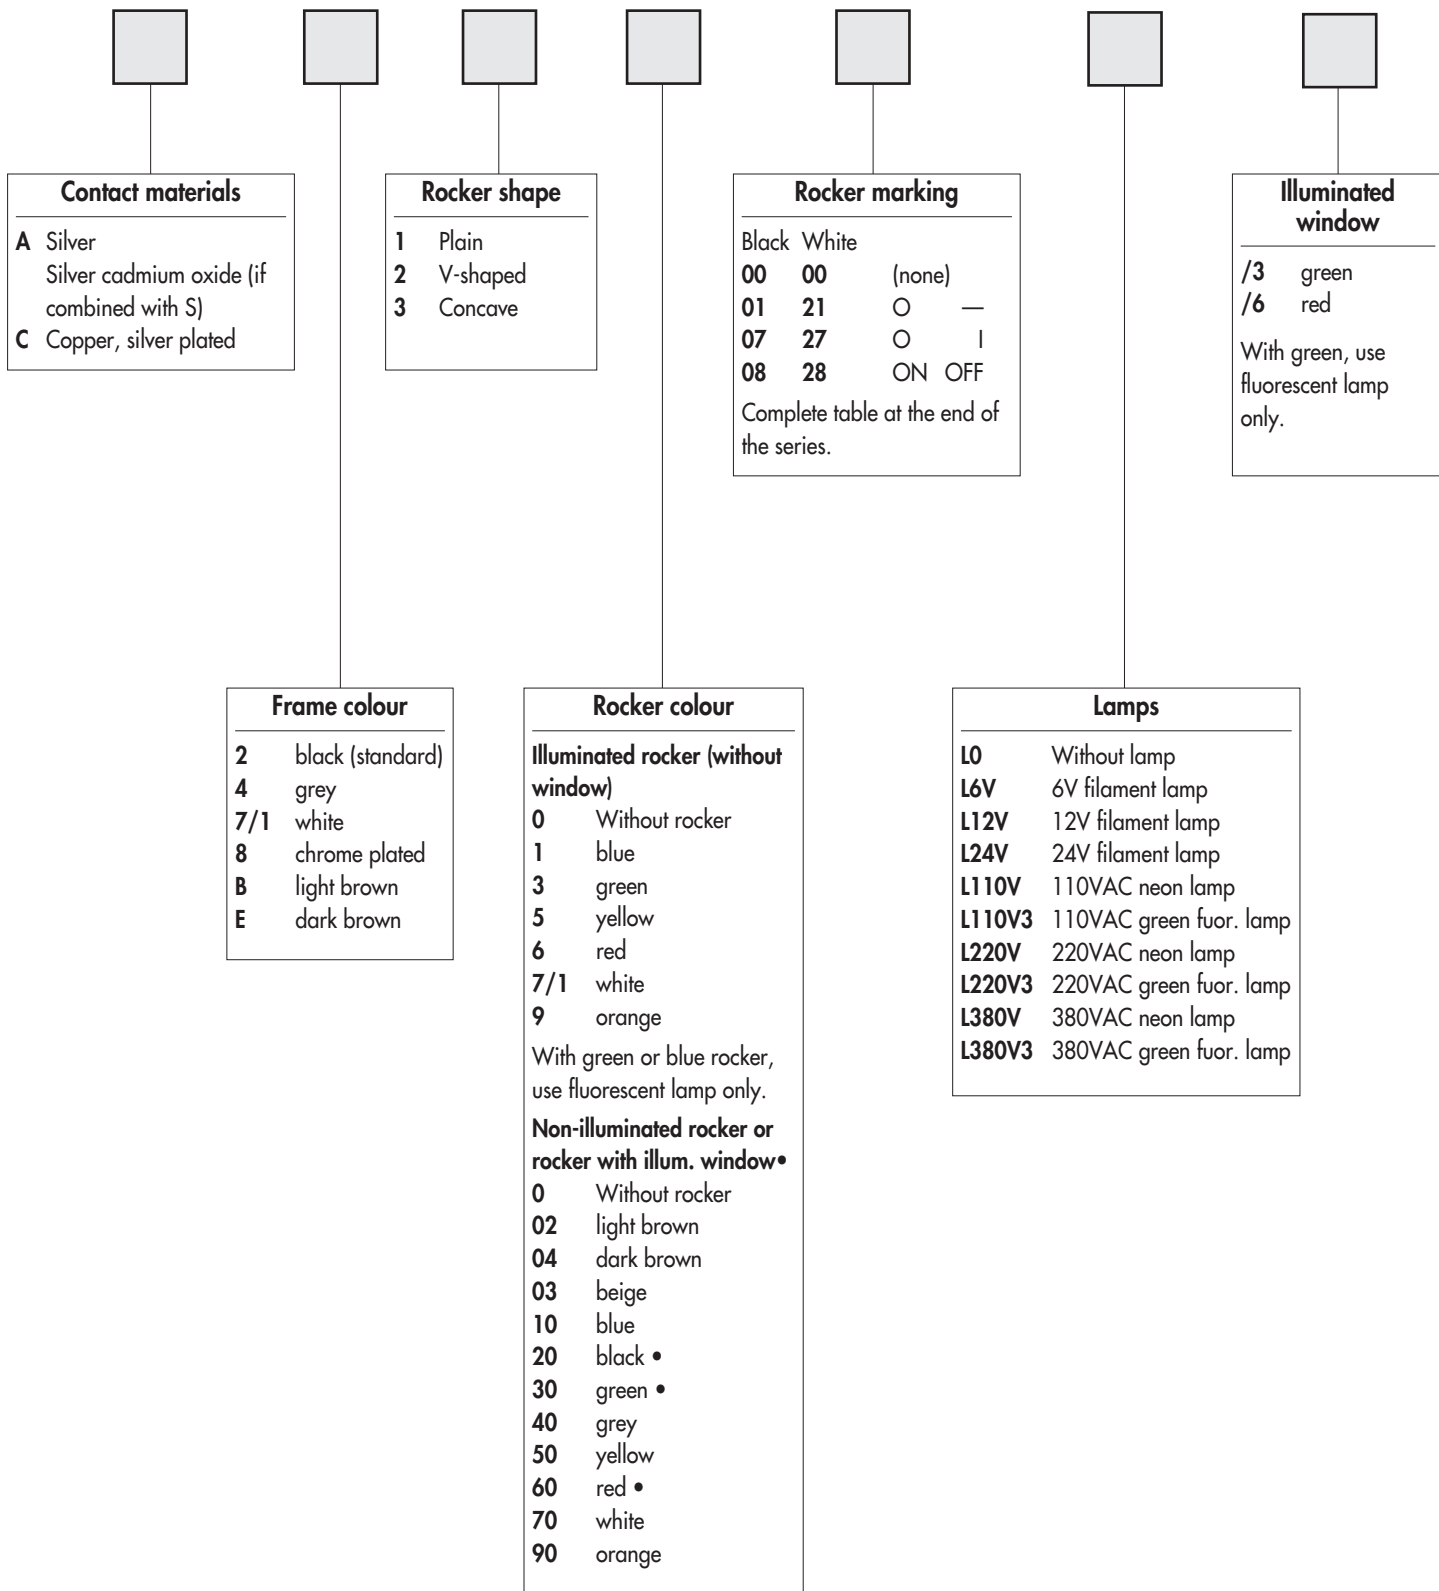 Contact materials
A Silver
Silver cadmium oxide (if
combined with S)
C Copper, silver plated
Rocker shape
1 Plain
2 V-shaped
3 Concave
Rocker marking
Black White
00 00 (none)
01 21 O —
07 27 O I
08 28 ON OFF
Complete table at the end of
the series.
Illuminated
window
/3 green
/6 red
With green, use
fluorescent lamp
only.
Frame colour
2 black (standard)
4 grey
7/1 white
8 chrome plated
B light brown
E dark brown
Rocker colour
Illuminated rocker (without
window)
0 Without rocker
1 blue
3 green
5 yellow
6 red
7/1 white
9 orange
With green or blue rocker,
use fluorescent lamp only.
Non-illuminated rocker or
rocker with illum. window•
0 Without rocker
02 light brown
04 dark brown
03 beige
10 blue
20 black •
30 green •
40 grey
50 yellow
60 red •
70 white
90 orange
Lamps
L0 Without lamp
L6V 6V filament lamp
L12V 12V filament lamp
L24V 24V filament lamp
L110V 110VAC neon lamp
L110V3 110VAC green fuor. lamp
L220V 220VAC neon lamp
L220V3 220VAC green fuor. lamp
L380V 380VAC neon lamp
L380V3 380VAC green fuor. lamp